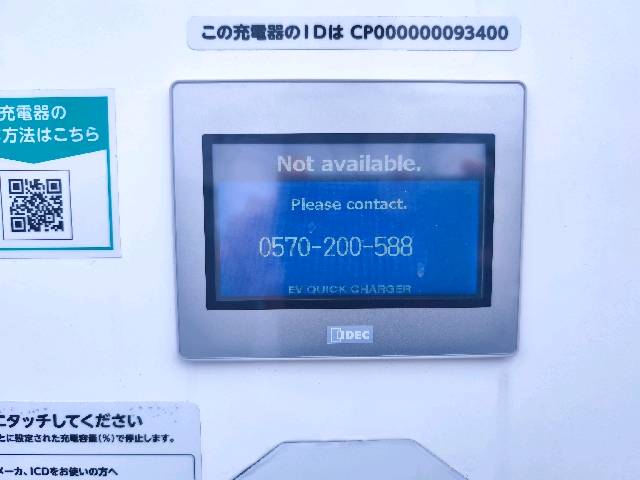 この充電器のIDは CP000000093400
充電器の
方法はこちら
Not available.
Please contact.
0570-200-588
EV QUICK CHARGER
IDEC
タッチしてください
とに設定された充電容量(%)で停止します。
メーカ、ICDをお使いの方へ